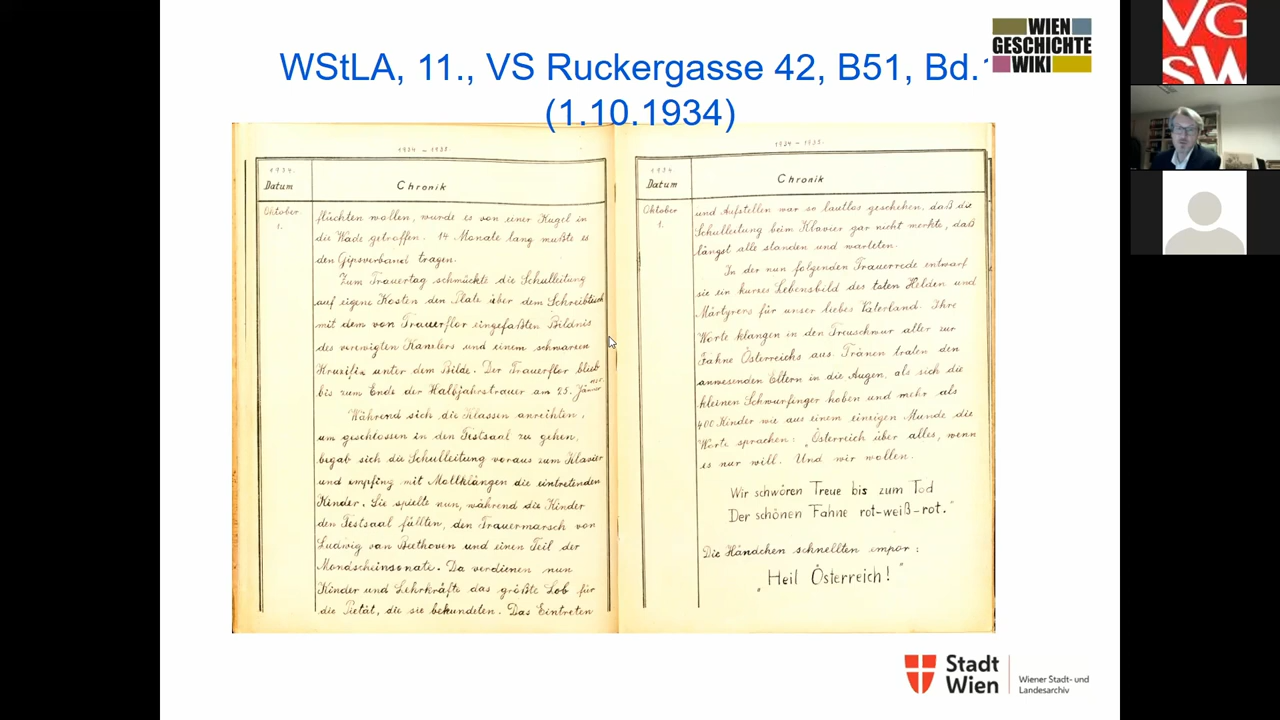 WStLA, 11., VS Ruckergasse 42, B51, Bd.
(1.10.1934)
WIEN
GESCHICHTE
WIKI
VG
SW
1934 – 1935.
1934.
Datum
Chronik
Oktober
1.
flüchten wollen, wurde es von einer Kugel in
die Wade getroffen. 14 Monate lang mußte es
den Gipsverband tragen.
Zum Trauertag schmückte die Schulleitung
auf eigene Kosten den Platz über dem Schreibtisch
mit dem von Trauerflor eingefaßten Bildnis
des verewigten Kanzlers und einem schwarzen
Kruzifix unter dem Bilde. Der Trauerflor blieb
bis zum Ende der Halbjahrstrauer am 25. Jänner
Während sich die Klassen anreihten,
um geschlossen in den Festsaal zu gehen,
begab sich die Schulleitung voraus zum Klavier
und empfing mit Mollklängen die eintretenden
Kinder. Sie spielte nun, während die Kinder
den Festsaal füllten, den Trauermarsch von
Ludwig van Beethoven und einen Teil der
Mondscheinsonate. Da verdienen nun
Kinder und Lehrkräfte das größte Lob für
die Pietät, die sie bekundeten. Das Eintreten
1934 – 1935.
1934
Datum
Chronik
Oktober
1.
und Aufstellen war so lautlos geschehen, daß die
Schulleitung beim Klavier gar nicht merkte, daß
längst alle standen und warteten.
In der nun folgenden Trauerrede entwarf
sie ein kurzes Lebensbild des toten Helden und
Märtyrers für unser liebes Vaterland. Ihre
Worte klangen in den Treuschwur aller zur
Fahne Österreichs aus. Tränen traten den
anwesenden Eltern in die Augen, als sich die
kleinen Schwurfinger hoben und mehr als
400 Kinder wie aus einem einzigen Munde die
Worte sprachen: „Österreich über alles, wenn
es nur will. Und wir wollen.
Wir schwören Treue bis zum Tod
Der schönen Fahne rot-weiß-rot."
Die Händchen schnellten empor:
„Heil Österreich!"
Stadt
Wien
Wiener Stadt- und
Landesarchiv